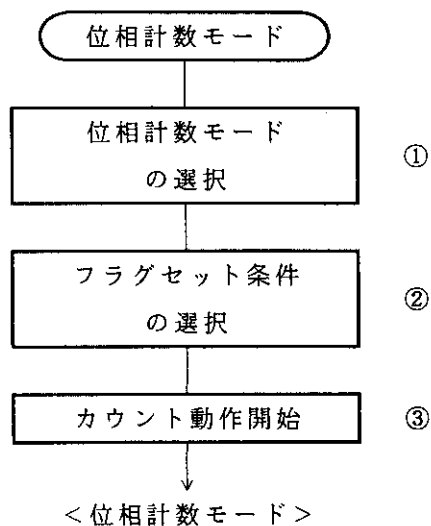 位相計数モード
位相計数モード
の選択
①
フラグセット条件
の選択
②
カウント動作開始
③
<位相計数モード>